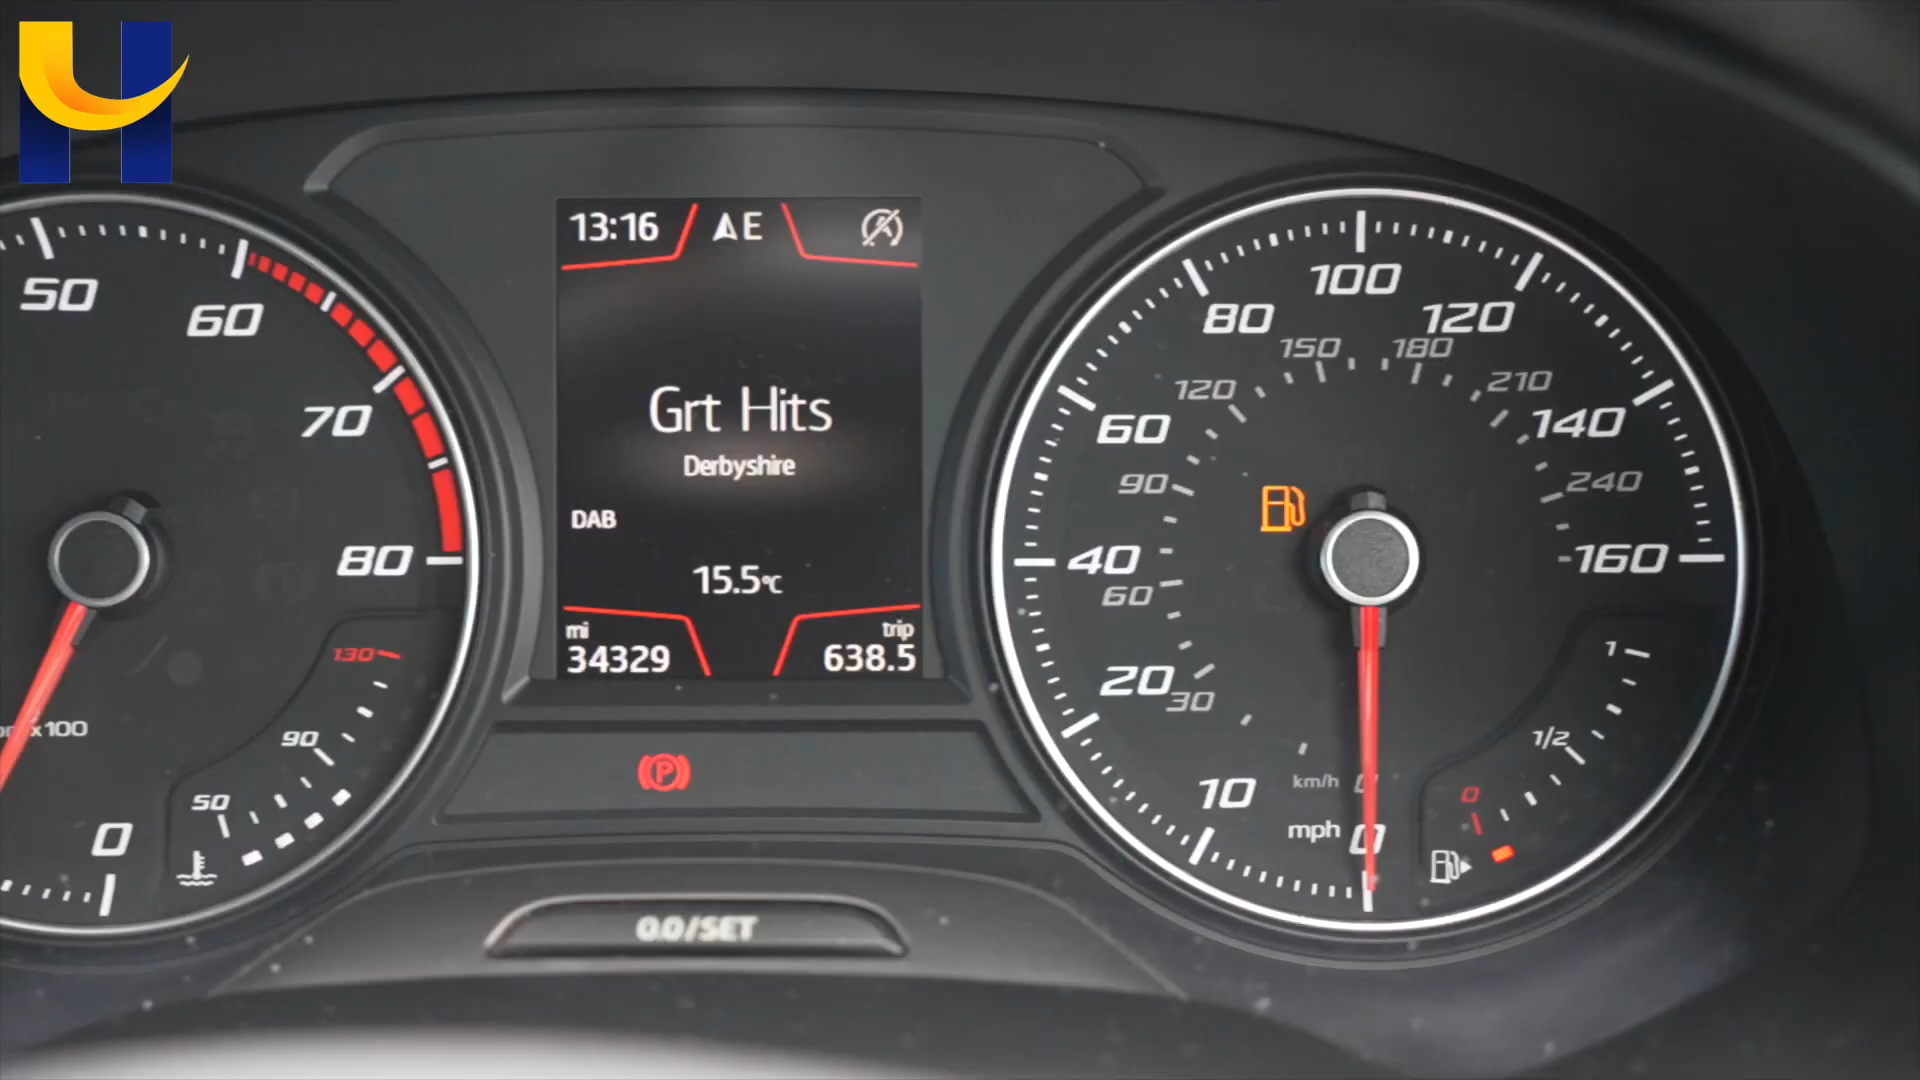 13:16 E
Grt Hits
Derbyshire
DAB
15.5°C
mi
34329
trip
638.5
50
60
70
80
130
90
50
0
x100
P
0.0/SET
100
80
120
60
140
40
160
20
10
0
150
180
120
210
90
240
60
30
km/h 0
mph
1
1/2
0